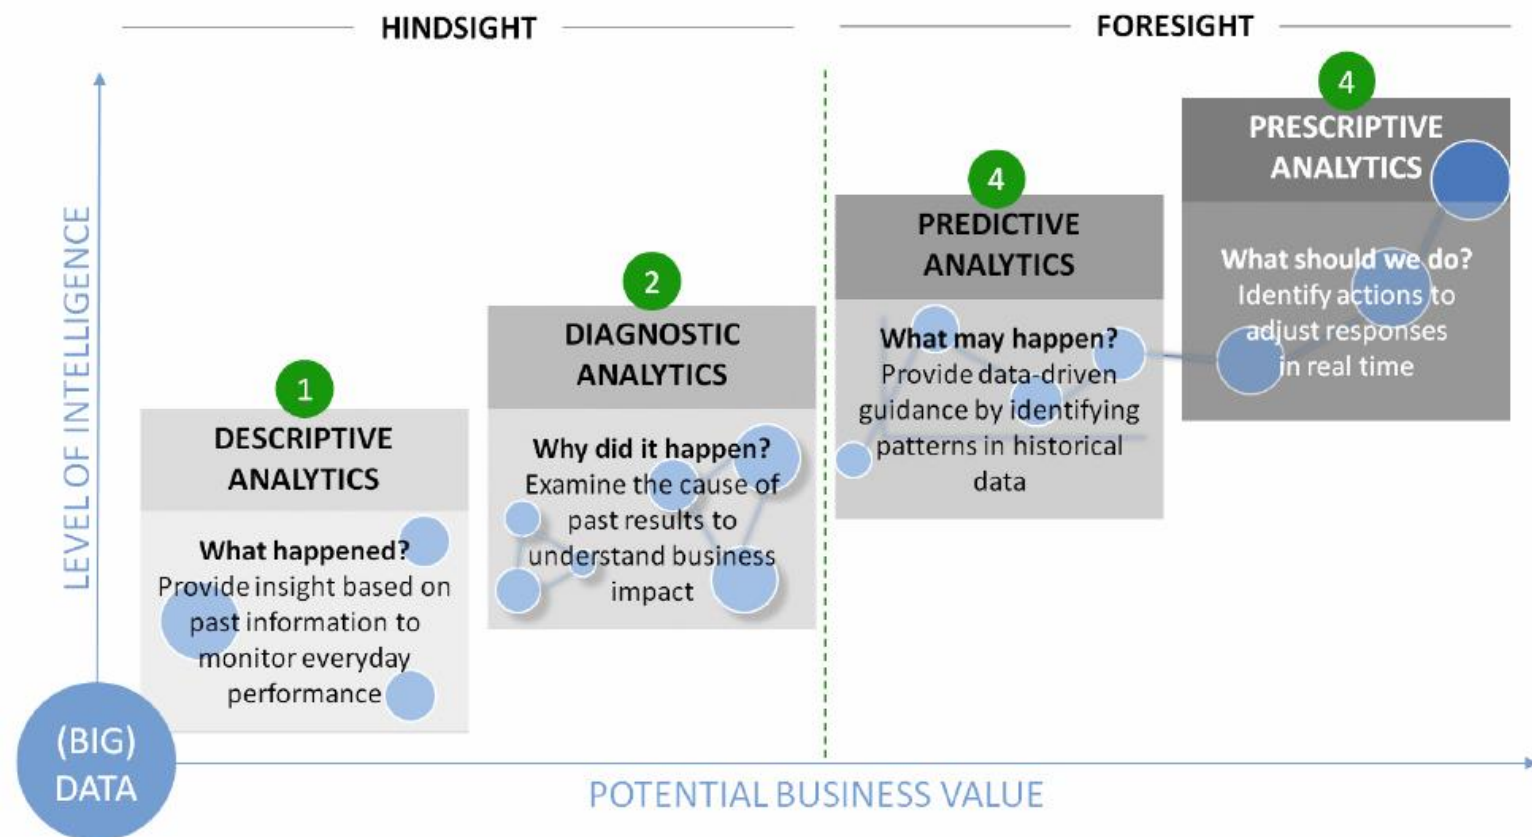 HINDSIGHT
FORESIGHT
LEVEL OF INTELLIGENCE
1
DESCRIPTIVE
ANALYTICS
What happened?
Provide insight based on
past information to
monitor everyday
performance
2
DIAGNOSTIC
ANALYTICS
Why did it happen?
Examine the cause of
past results to
understand business
impact
4
PREDICTIVE
ANALYTICS
What may happen?
Provide data-driven
guidance by identifying
patterns in historical
data
4
PRESCRIPTIVE
ANALYTICS
What should we do?
Identify actions to
adjust responses
in real time
(BIG)
DATA
POTENTIAL BUSINESS VALUE